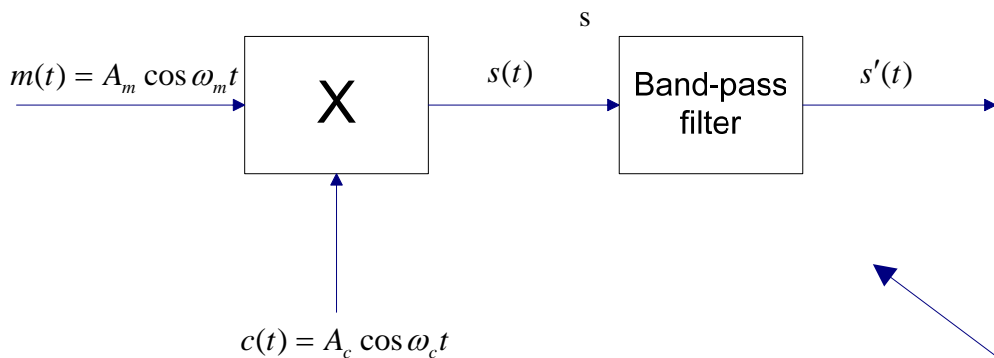 s
m(t) = A_m cos ω_m t
X
s(t)
Band-pass
filter
s′(t)
c(t) = A_c cos ω_c t